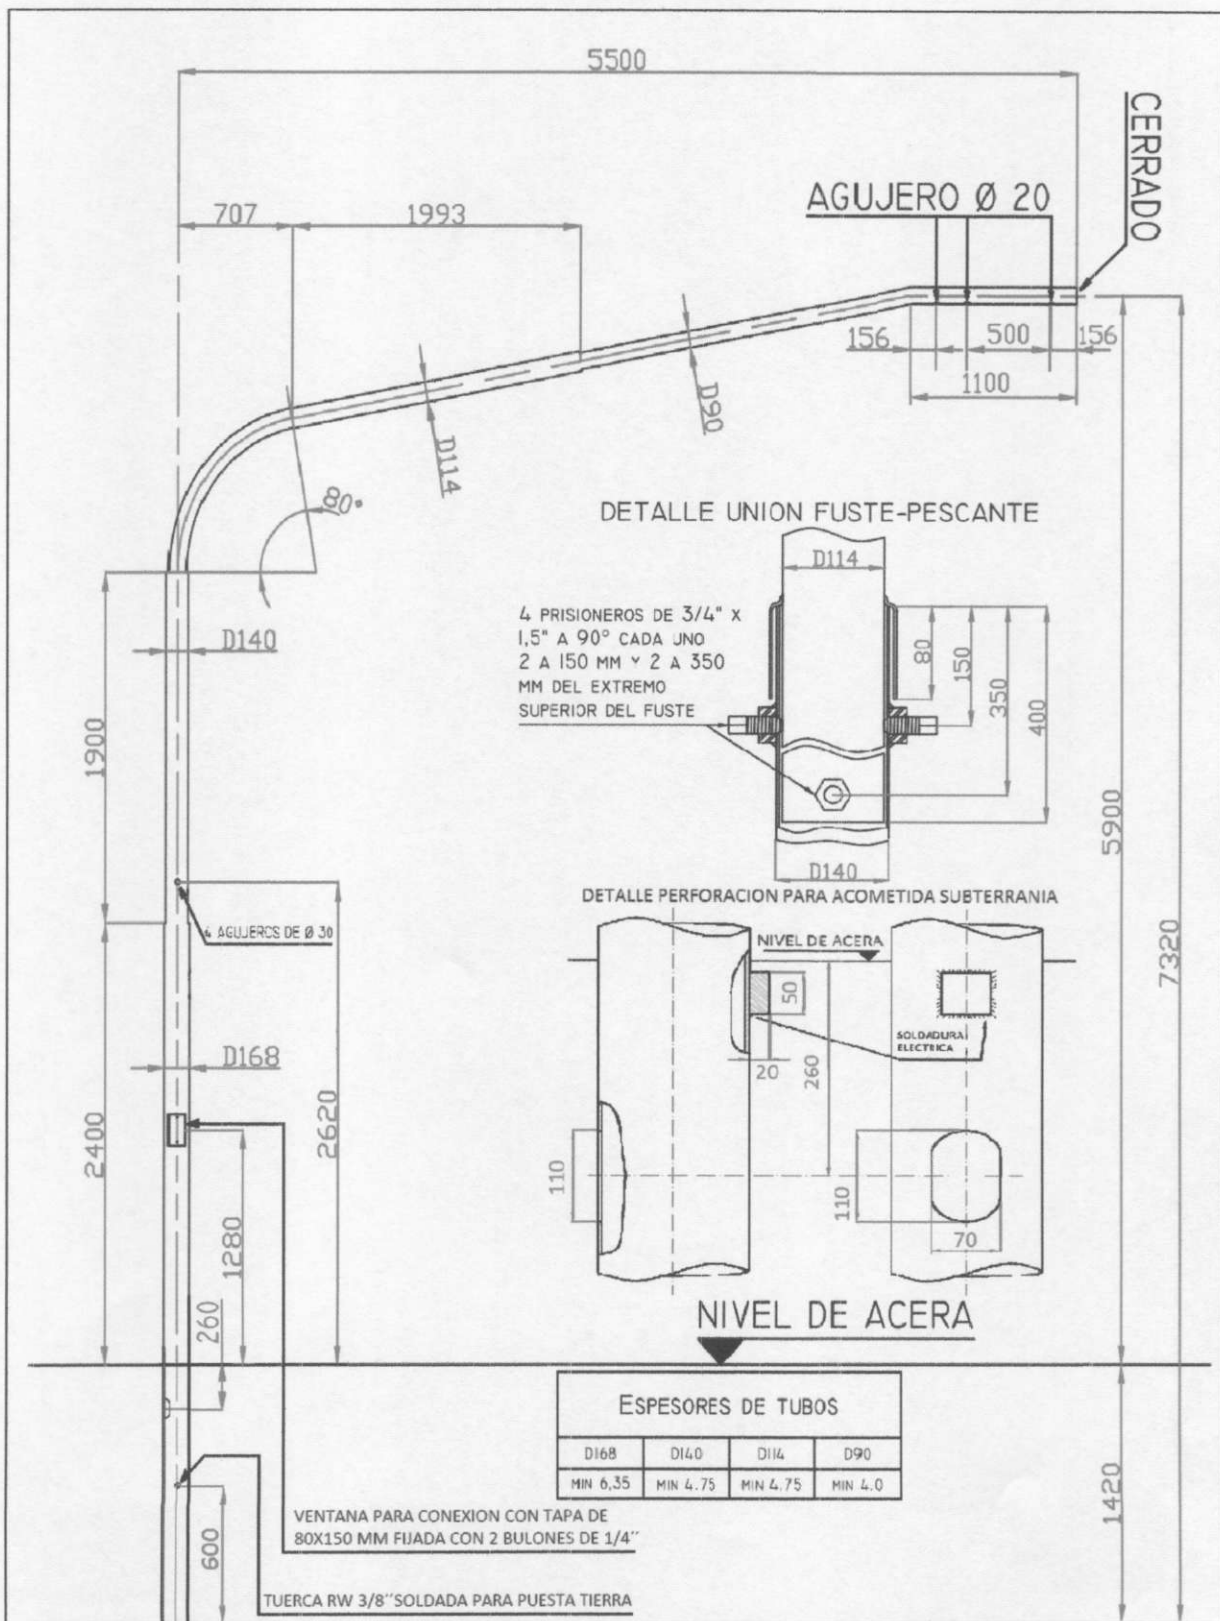 5500
CERRADO
AGUJERO Ø 20
707
1993
156
500
156
1100
D90
D114
80°
DETALLE UNION FUSTE-PESCANTE
D114
4 PRISIONEROS DE 3/4" X
1,5" A 90° CADA UNO
2 A 150 MM Y 2 A 350
MM DEL EXTREMO
SUPERIOR DEL FUSTE
80
150
350
400
D140
D140
1900
5900
7320
DETALLE PERFORACION PARA ACOMETIDA SUBTERRANIA
4 AGUJEROS DE Ø 30
NIVEL DE ACERA
50
SOLDADURA
ELECTRICA
20
260
D168
2400
2620
110
110
70
1280
260
NIVEL DE ACERA
ESPESORES DE TUBOS
D168 D140 D114 D90
MIN 6,35 MIN 4.75 MIN 4.75 MIN 4.0
1420
VENTANA PARA CONEXION CON TAPA DE
80X150 MM FIJADA CON 2 BULONES DE 1/4´´
600
TUERCA RW 3/8´´SOLDADA PARA PUESTA TIERRA